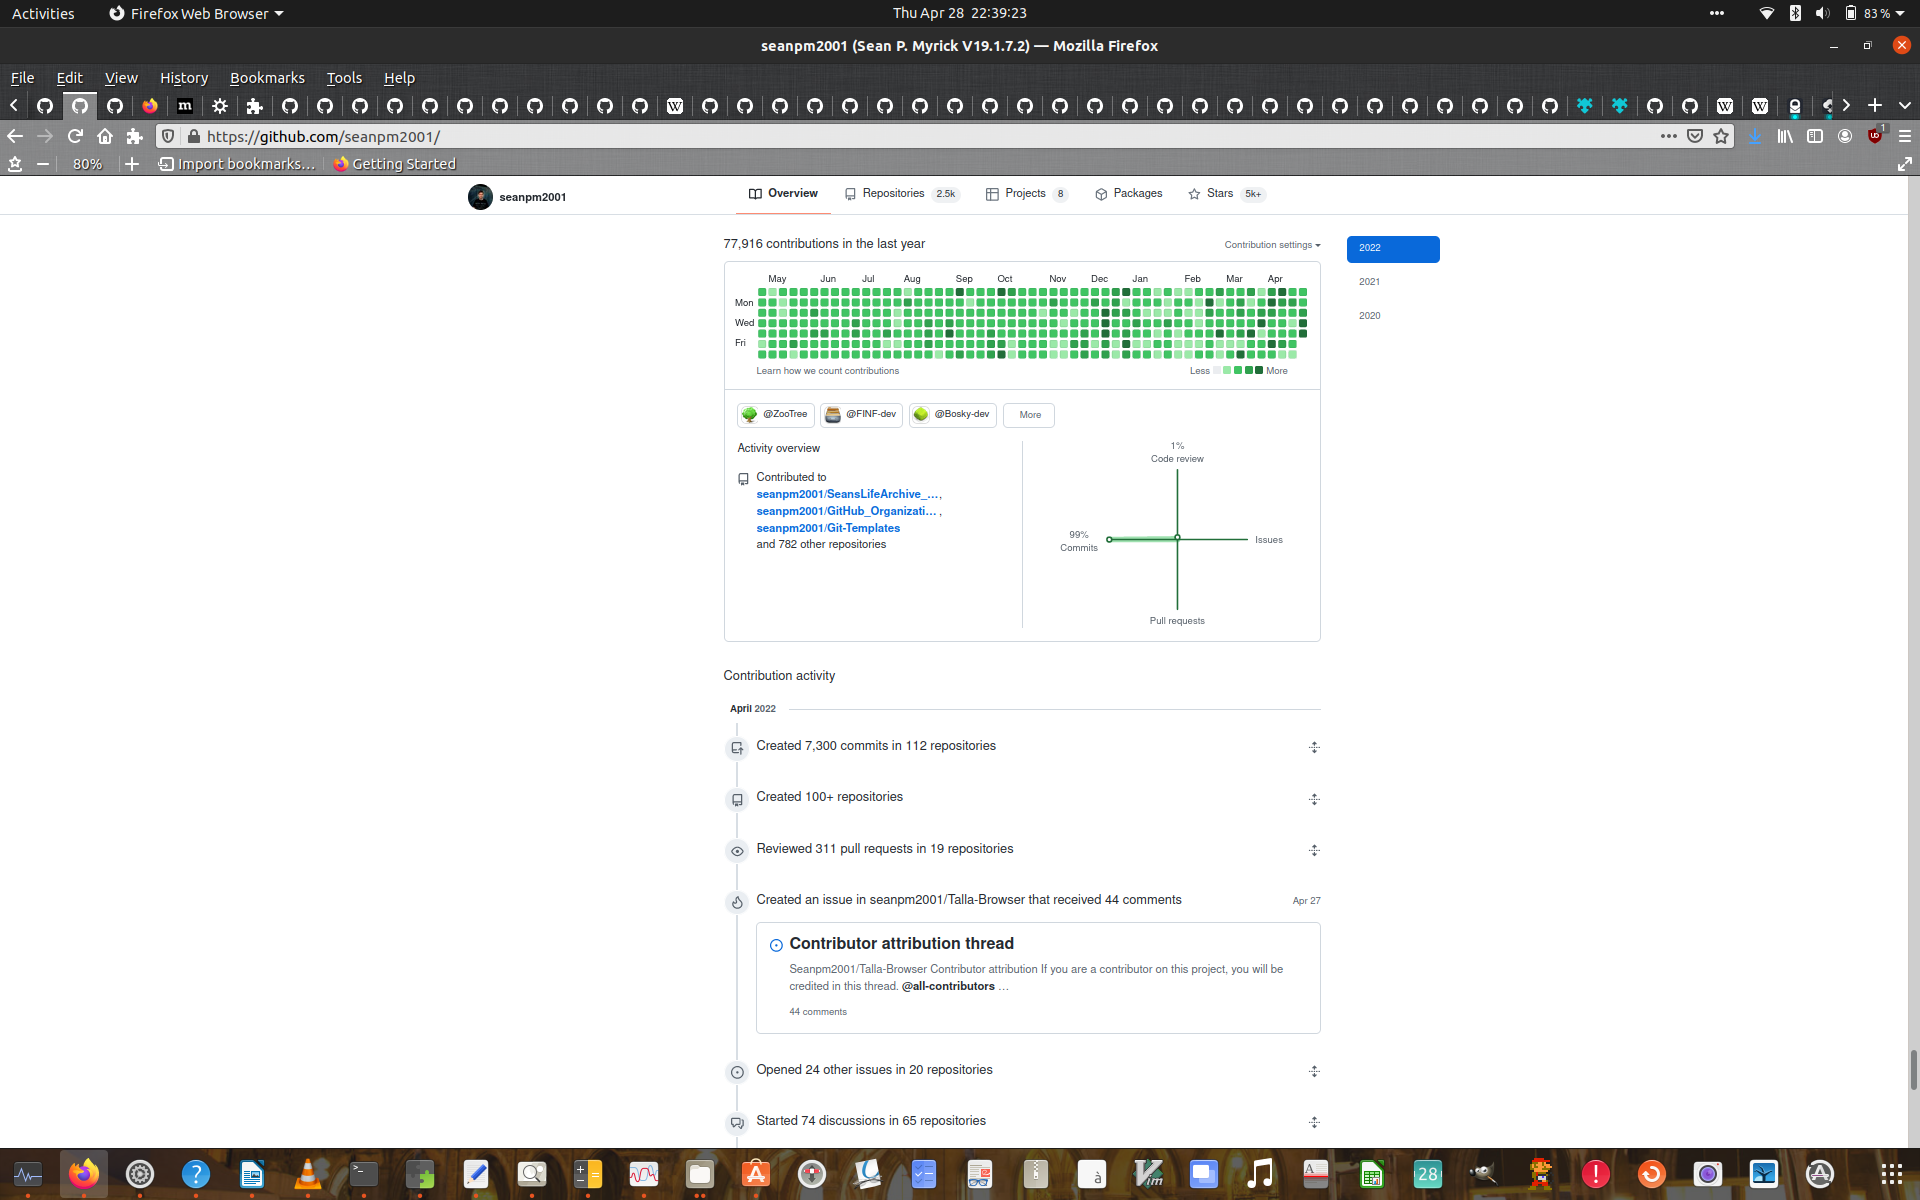 Activities
Firefox Web Browser
Thu Apr 28 22:39:23
83 %
seanpm2001 (Sean P. Myrick V19.1.7.2) — Mozilla Firefox
File Edit View History Bookmarks Tools Help
https://github.com/seanpm2001/
1
80%
Import bookmarks...
Getting Started
seanpm2001
Overview
Repositories 2.5k
Projects 8
Packages
Stars 5k+
77,916 contributions in the last year
Contribution settings
2022
2021
2020
May Jun Jul Aug Sep Oct Nov Dec Jan Feb Mar Apr
Mon
Wed
Fri
Learn how we count contributions
Less More
@ZooTree
@FINF-dev
@Bosky-dev
More
Activity overview
Contributed to
seanpm2001/SeansLifeArchive_... ,
seanpm2001/GitHub_Organizati... ,
seanpm2001/Git-Templates
and 782 other repositories
1%
Code review
99%
Commits
Issues
Pull requests
Contribution activity
April 2022
Created 7,300 commits in 112 repositories
Created 100+ repositories
Reviewed 311 pull requests in 19 repositories
Created an issue in seanpm2001/Talla-Browser that received 44 comments
Apr 27
Contributor attribution thread
Seanpm2001/Talla-Browser Contributor attribution If you are a contributor on this project, you will be
credited in this thread. @all-contributors …
44 comments
Opened 24 other issues in 20 repositories
Started 74 discussions in 65 repositories
28